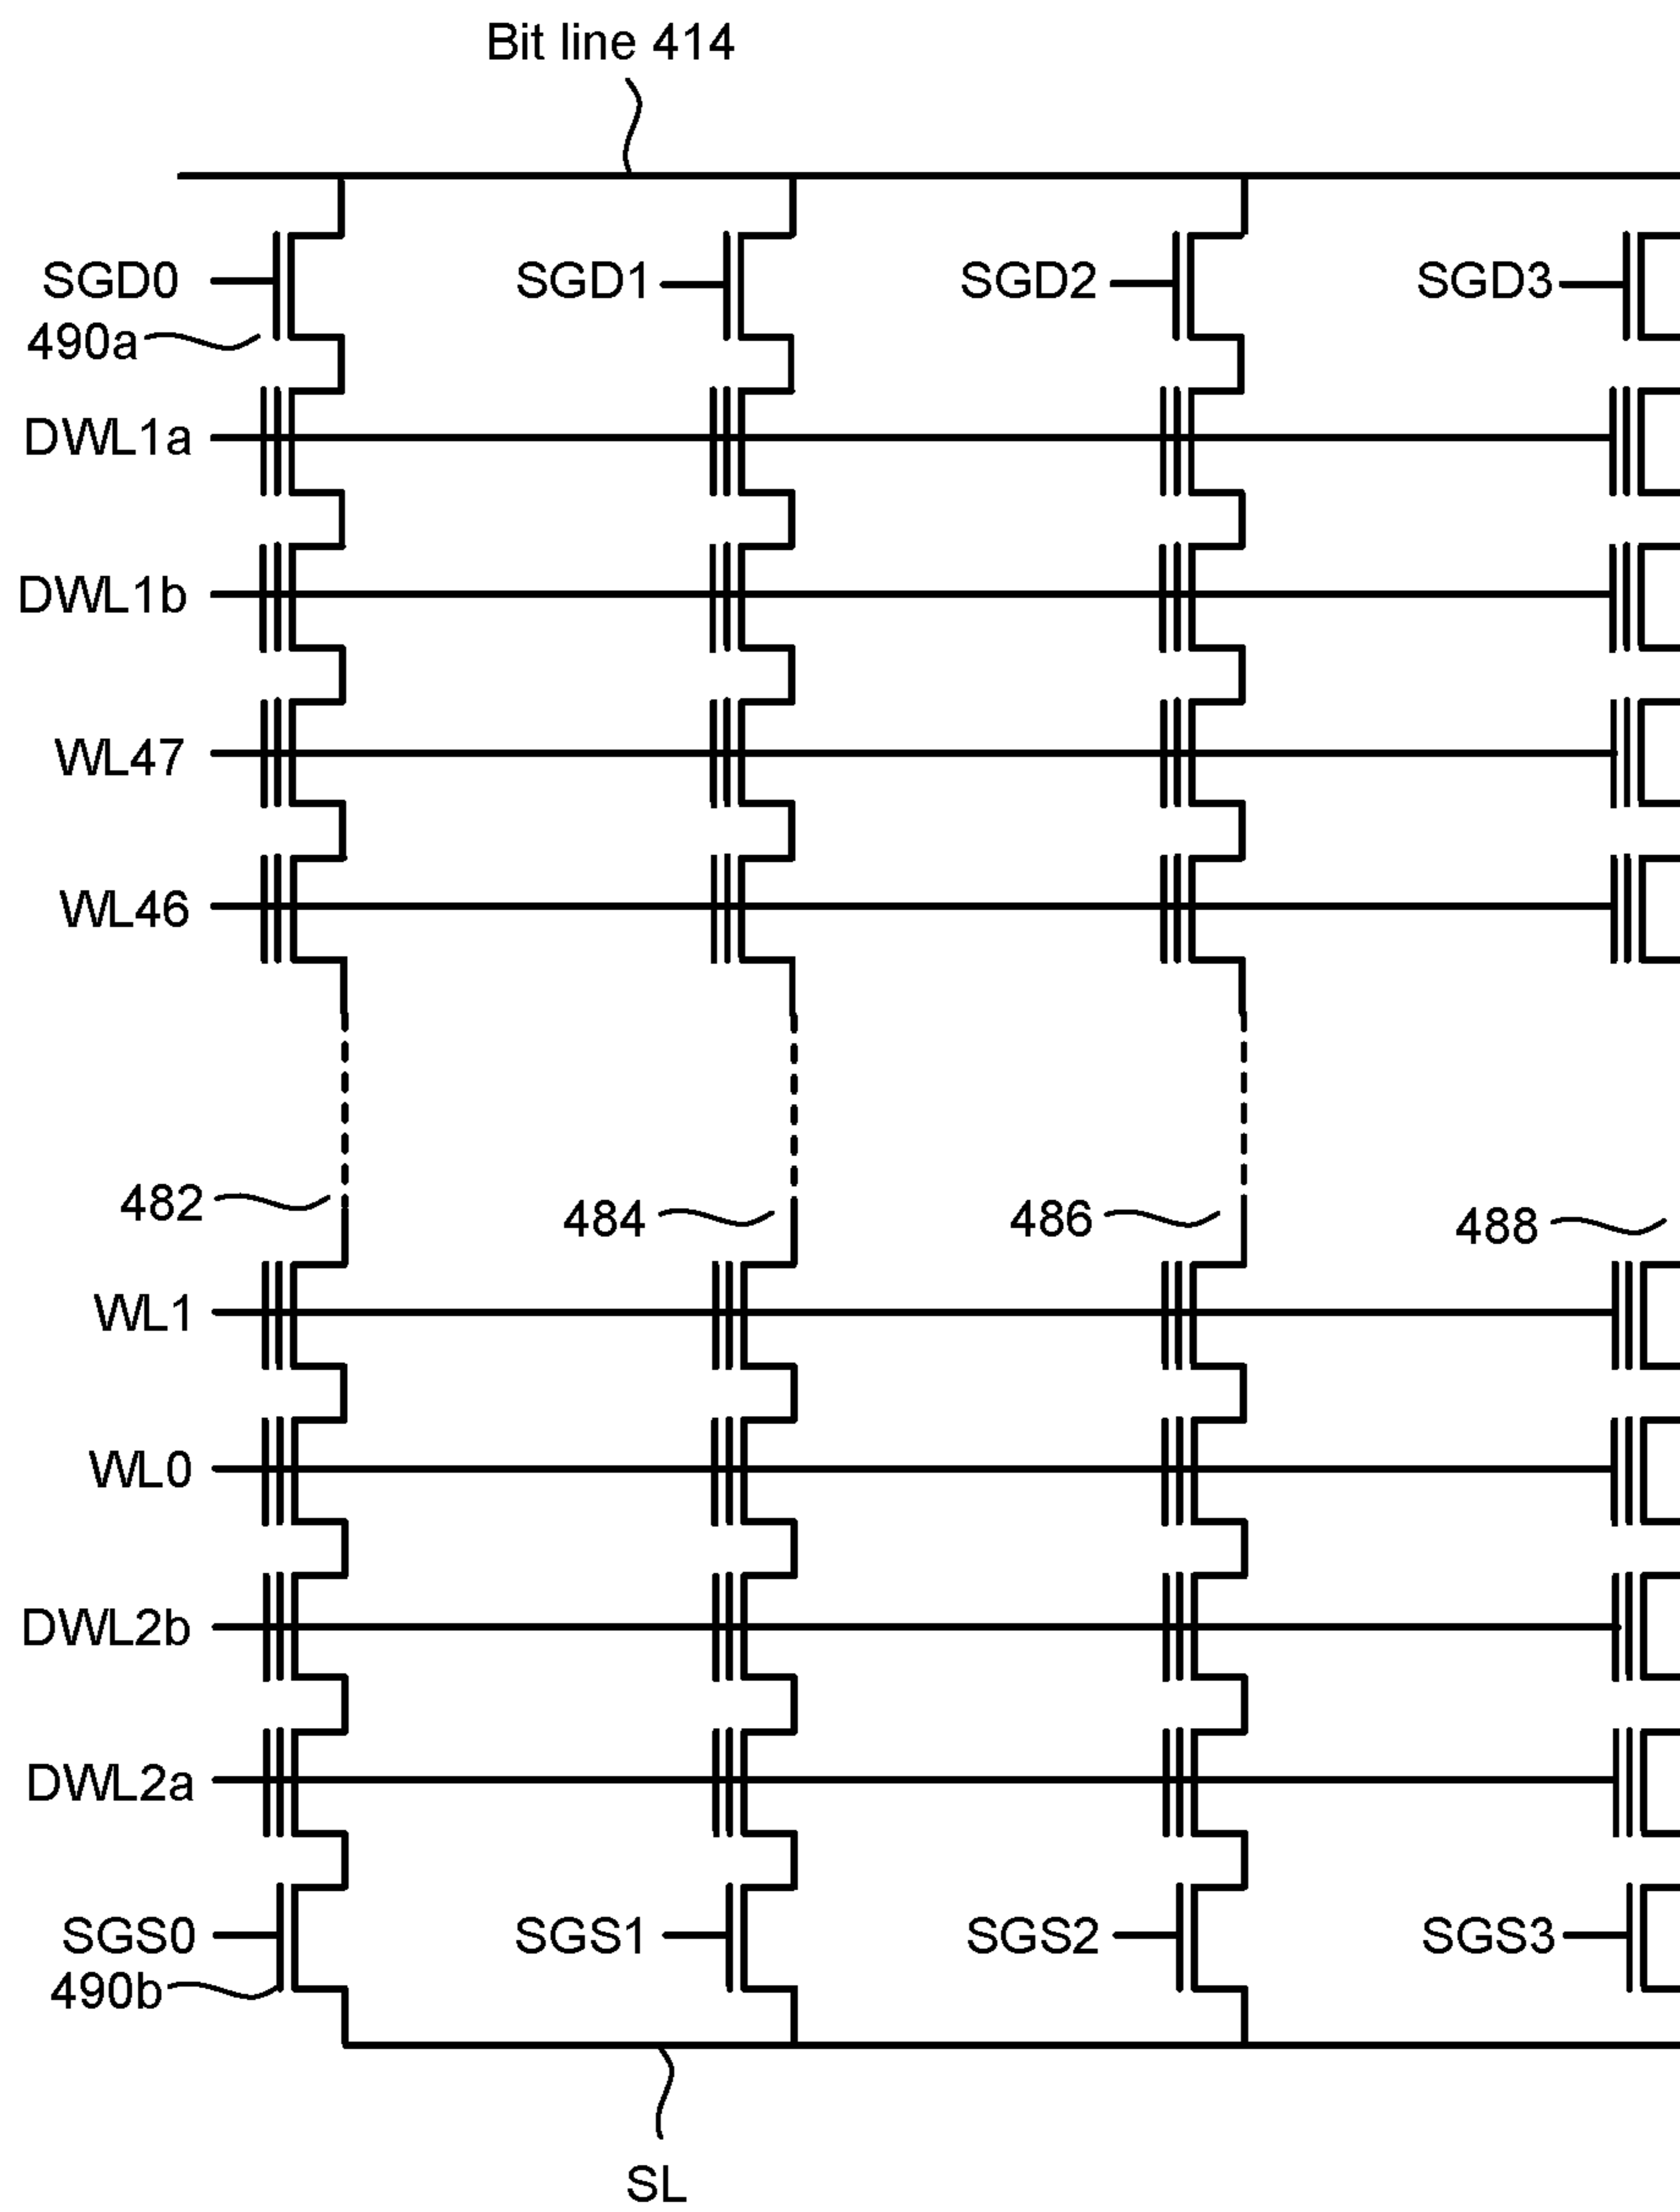 Bit line 414
SGD0 SGD1 SGD2 SGD3
490a
DWL1a
DWL1b
WL47
WL46
482 484 486 488
WL1
WL0
DWL2b
DWL2a
SGS0 SGS1 SGS2 SGS3
490b
SL